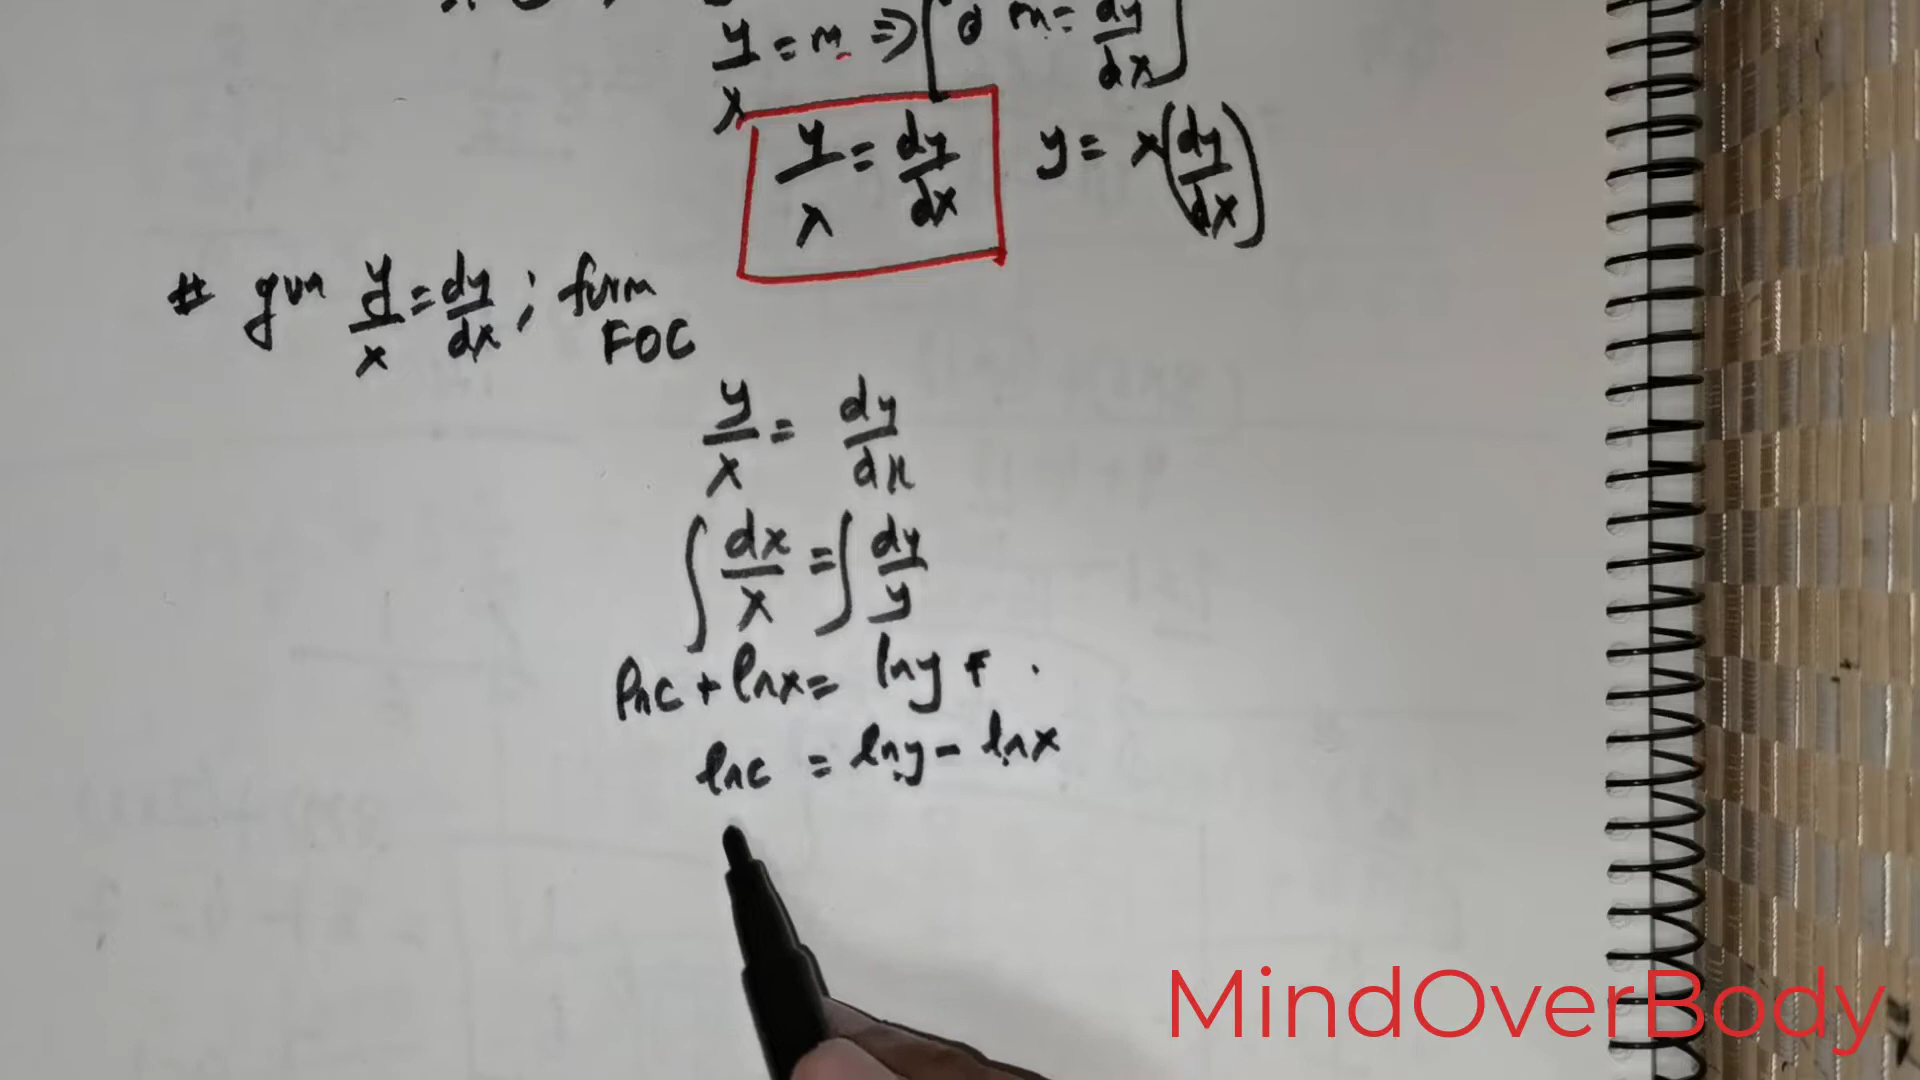 y/x = m ⇒ [ m = dy/dx ]
y/x = dy/dx  y = x(dy/dx)
# gvn y/x = dy/dx ; form
FOC
y/x = dy/dx
∫ dx/x = ∫ dy/y
lnc + lnx = lny +
lnc = lny - lnx
MindOverBody